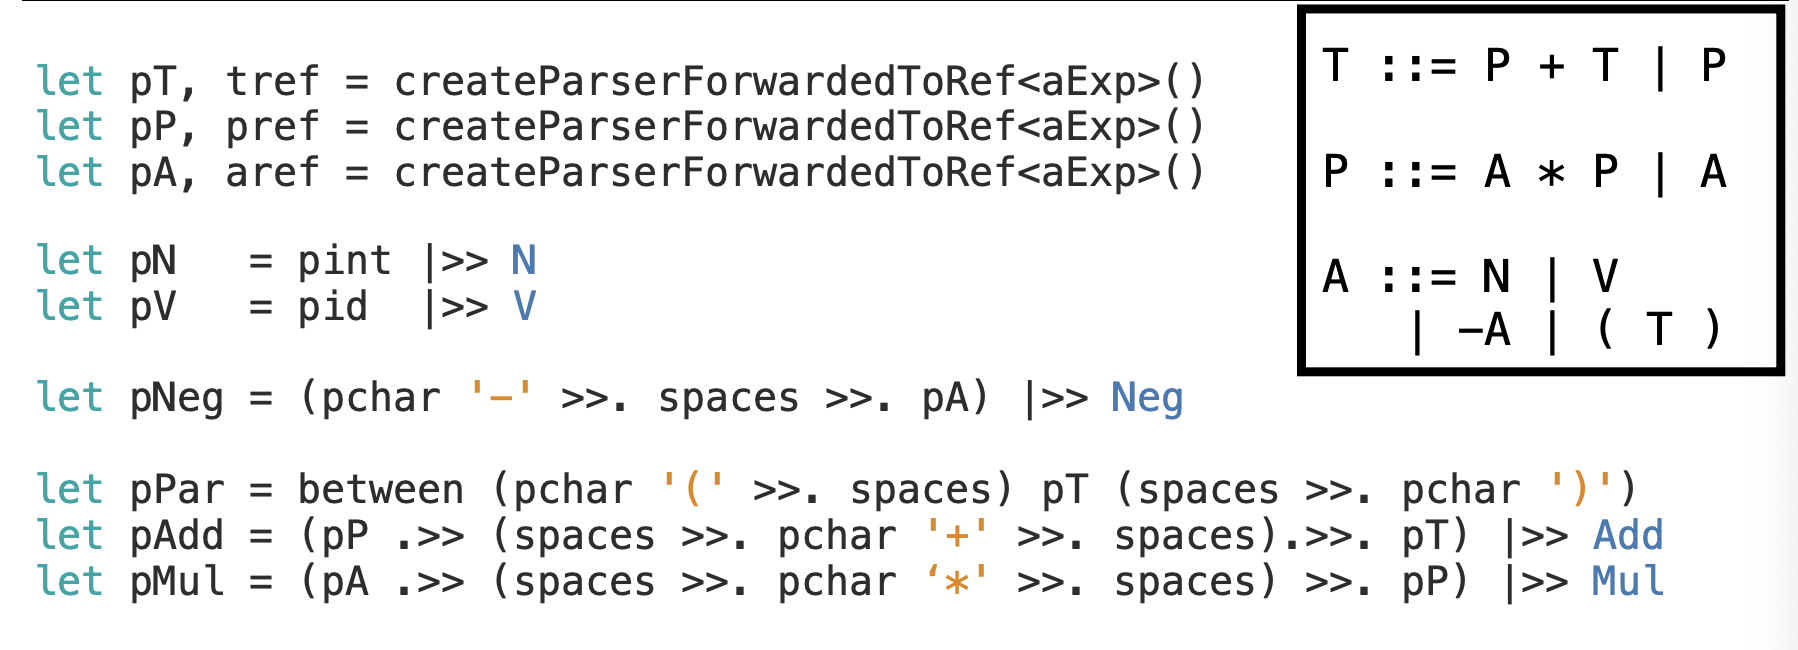 let pT, tref = createParserForwardedToRef<aExp>()
let pP, pref = createParserForwardedToRef<aExp>()
let pA, aref = createParserForwardedToRef<aExp>()
let pN   = pint |>> N
let pV   = pid  |>> V
let pNeg = (pchar '-' >>. spaces >>. pA) |>> Neg
let pPar = between (pchar '(' >>. spaces) pT (spaces >>. pchar ')')
let pAdd = (pP .>> (spaces >>. pchar '+' >>. spaces).>>. pT) |>> Add
let pMul = (pA .>> (spaces >>. pchar ‘*' >>. spaces) >>. pP) |>> Mul
T ::= P + T | P
P ::= A * P | A
A ::= N | V
| -A | ( T )